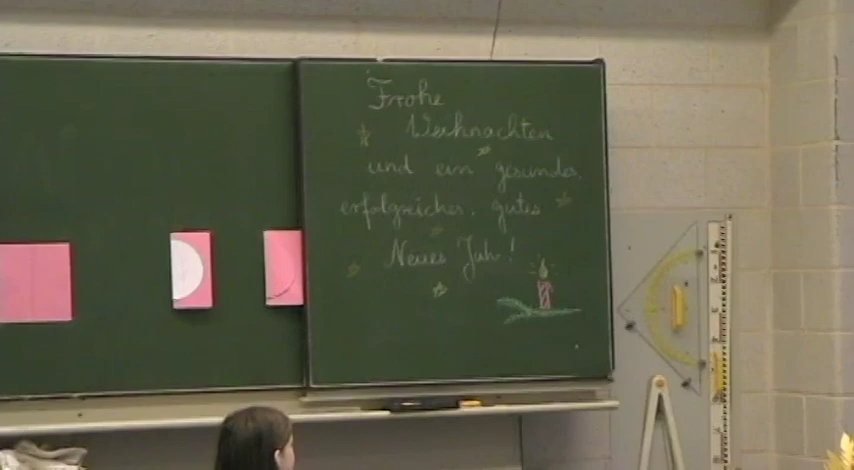 Frohe
Weihnachten
und ein gesundes,
erfolgreiches, gutes
Neues Jahr!